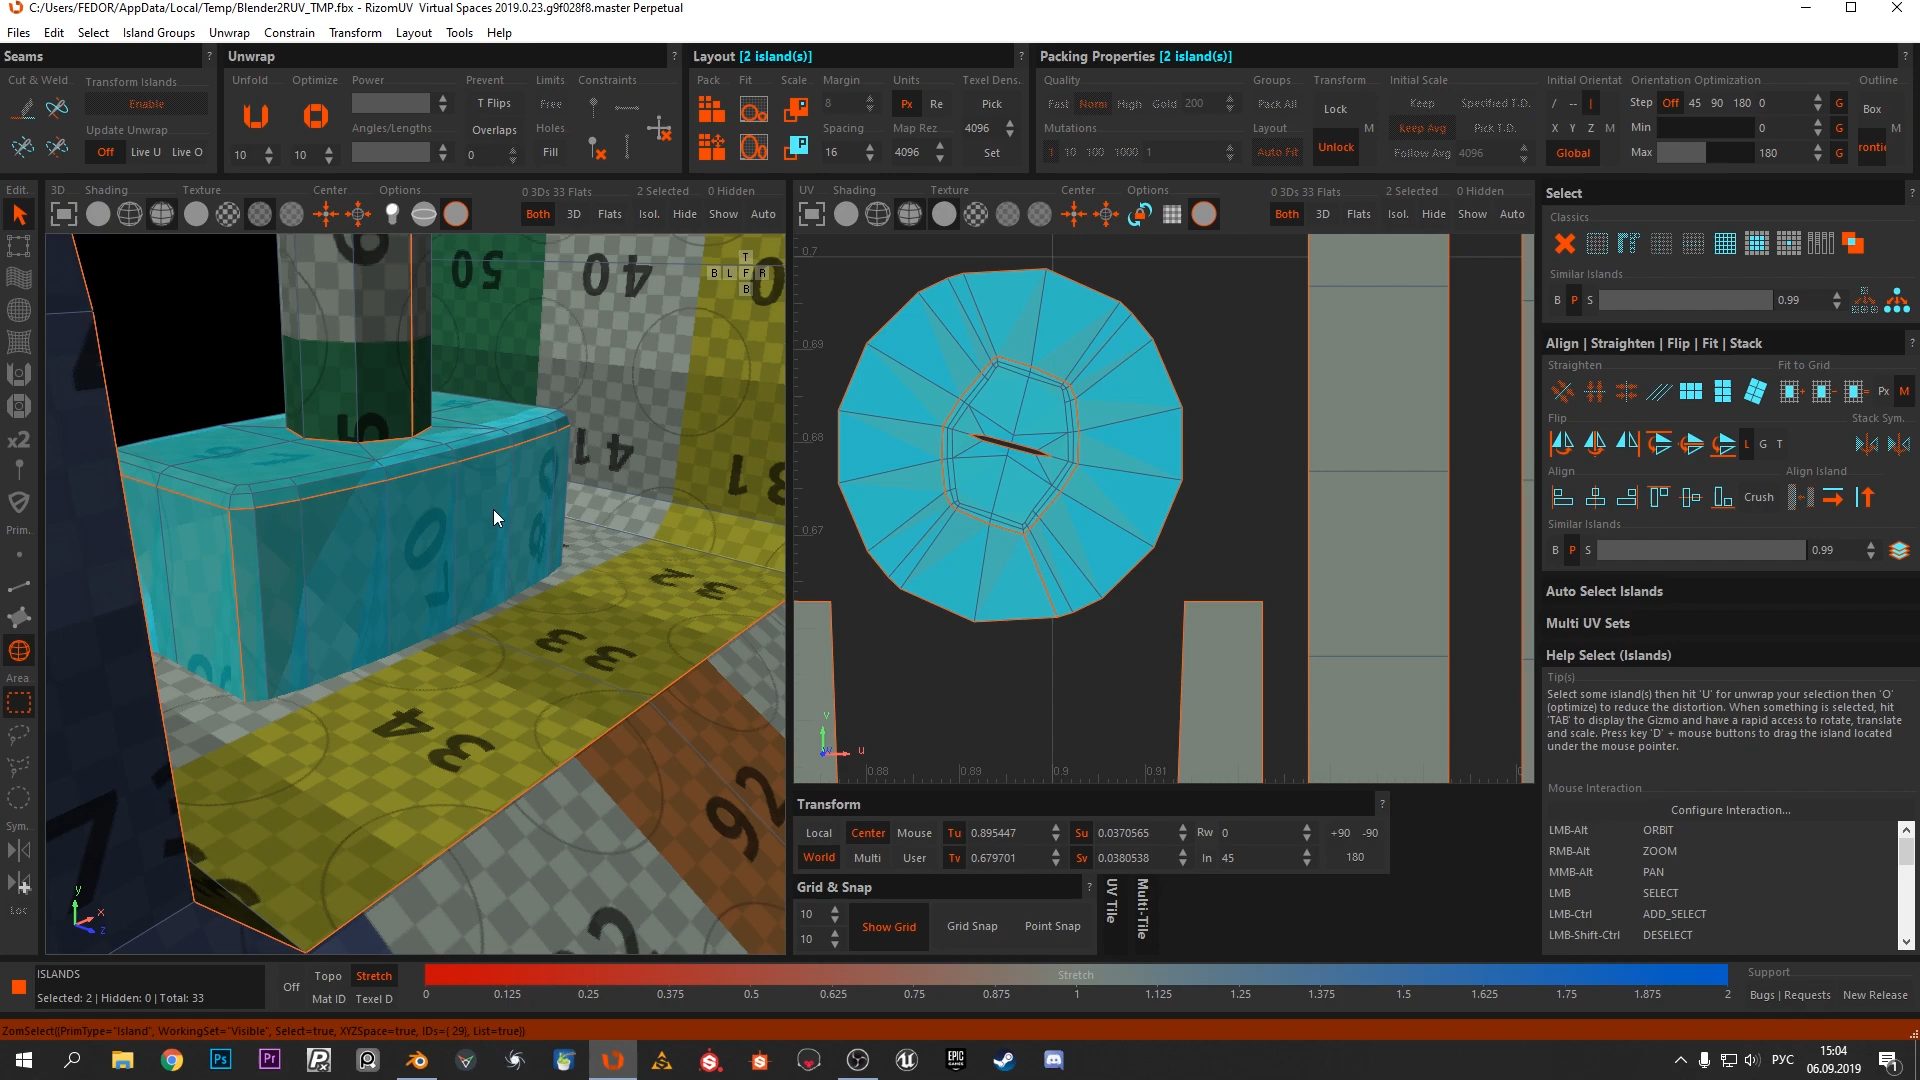 C:/Users/FEDOR/AppData/Local/Temp/Blender2RUV_TMP.fbx - RizomUV Virtual Spaces 2019.0.23.g9f028f8.master Perpetual
Files Edit Select Island Groups Unwrap Constrain Transform Layout Tools Help
Seams ? Unwrap ? Layout [2 island(s)] ? Packing Properties [2 island(s)] ?
Cut & Weld Transform Islands Unfold Optimize Power Prevent Limits Constraints Pack Fit Scale Margin Units Texel Dens. Quality Groups Transform Initial Scale Initial Orientat Orientation Optimization Outline
Enable T Flips Free 8 Px Re Pick Fast Norm High Gold 200 Pack All Lock Keep Specified T.D. / -- | Step Off 45 90 180 0 G Box
Update Unwrap Angles/Lengths Overlaps Holes Spacing Map Rez 4096 Mutations Layout M Keep Avg Pick T.D. X Y Z M Min 0 G M
Off Live U Live O 10 10 0 Fill 16 4096 Set 1 10 100 1000 1 Auto Fit Unlock Follow Avg 4096 Global Max 180 G ronti
Edit. 3D Shading Texture Center Options 0 3Ds 33 Flats 2 Selected 0 Hidden UV Shading Texture Center Options 0 3Ds 33 Flats 2 Selected 0 Hidden Select ?
Both 3D Flats Isol. Hide Show Auto Both 3D Flats Isol. Hide Show Auto Classics
T
B L F R
B
50 40
41 31
32
33
34
92
0.7
0.69
0.68
0.67
0.88 0.89 0.9 0.91
v
u
y
x
z
x2
Prim.
Area
Sym.
Loc
Similar Islands
B P S 0.99
Align | Straighten | Flip | Fit | Stack ?
Straighten Fit to Grid
Px M
Flip Stack Sym.
L G T
Align Align Island
Crush
Similar Islands
B P S 0.99
Auto Select Islands
Multi UV Sets
Help Select (Islands)
Tip(s)
Select some island(s) then hit 'U' for unwrap your selection then 'O'
(optimize) to reduce the distortion. When something is selected, hit
'TAB' to display the Gizmo and have a rapid access to rotate, translate
and scale. Press key 'D' + mouse buttons to drag the island located
under the mouse pointer.
Mouse Interaction
Configure Interaction...
LMB-Alt ORBIT
RMB-Alt ZOOM
MMB-Alt PAN
LMB SELECT
LMB-Ctrl ADD_SELECT
LMB-Shift-Ctrl DESELECT
Transform ?
Local Center Mouse Tu 0.895447 Su 0.0370565 Rw 0 +90 -90
World Multi User Tv 0.679701 Sv 0.0380538 In 45 180
Grid & Snap ? UV Tile Multi-Tile
10 Show Grid Grid Snap Point Snap
10
ISLANDS Off Topo Stretch Stretch Support
Selected: 2 | Hidden: 0 | Total: 33 Mat ID Texel D 0 0.125 0.25 0.375 0.5 0.625 0.75 0.875 1 1.125 1.25 1.375 1.5 1.625 1.75 1.875 2 Bugs | Requests New Release
ZomSelect({PrimType="Island", WorkingSet="Visible", Select=true, XYZSpace=true, IDs={ 29}, List=true})
Ps Pr EPIC GAMES РУС 15:04
06.09.2019 1